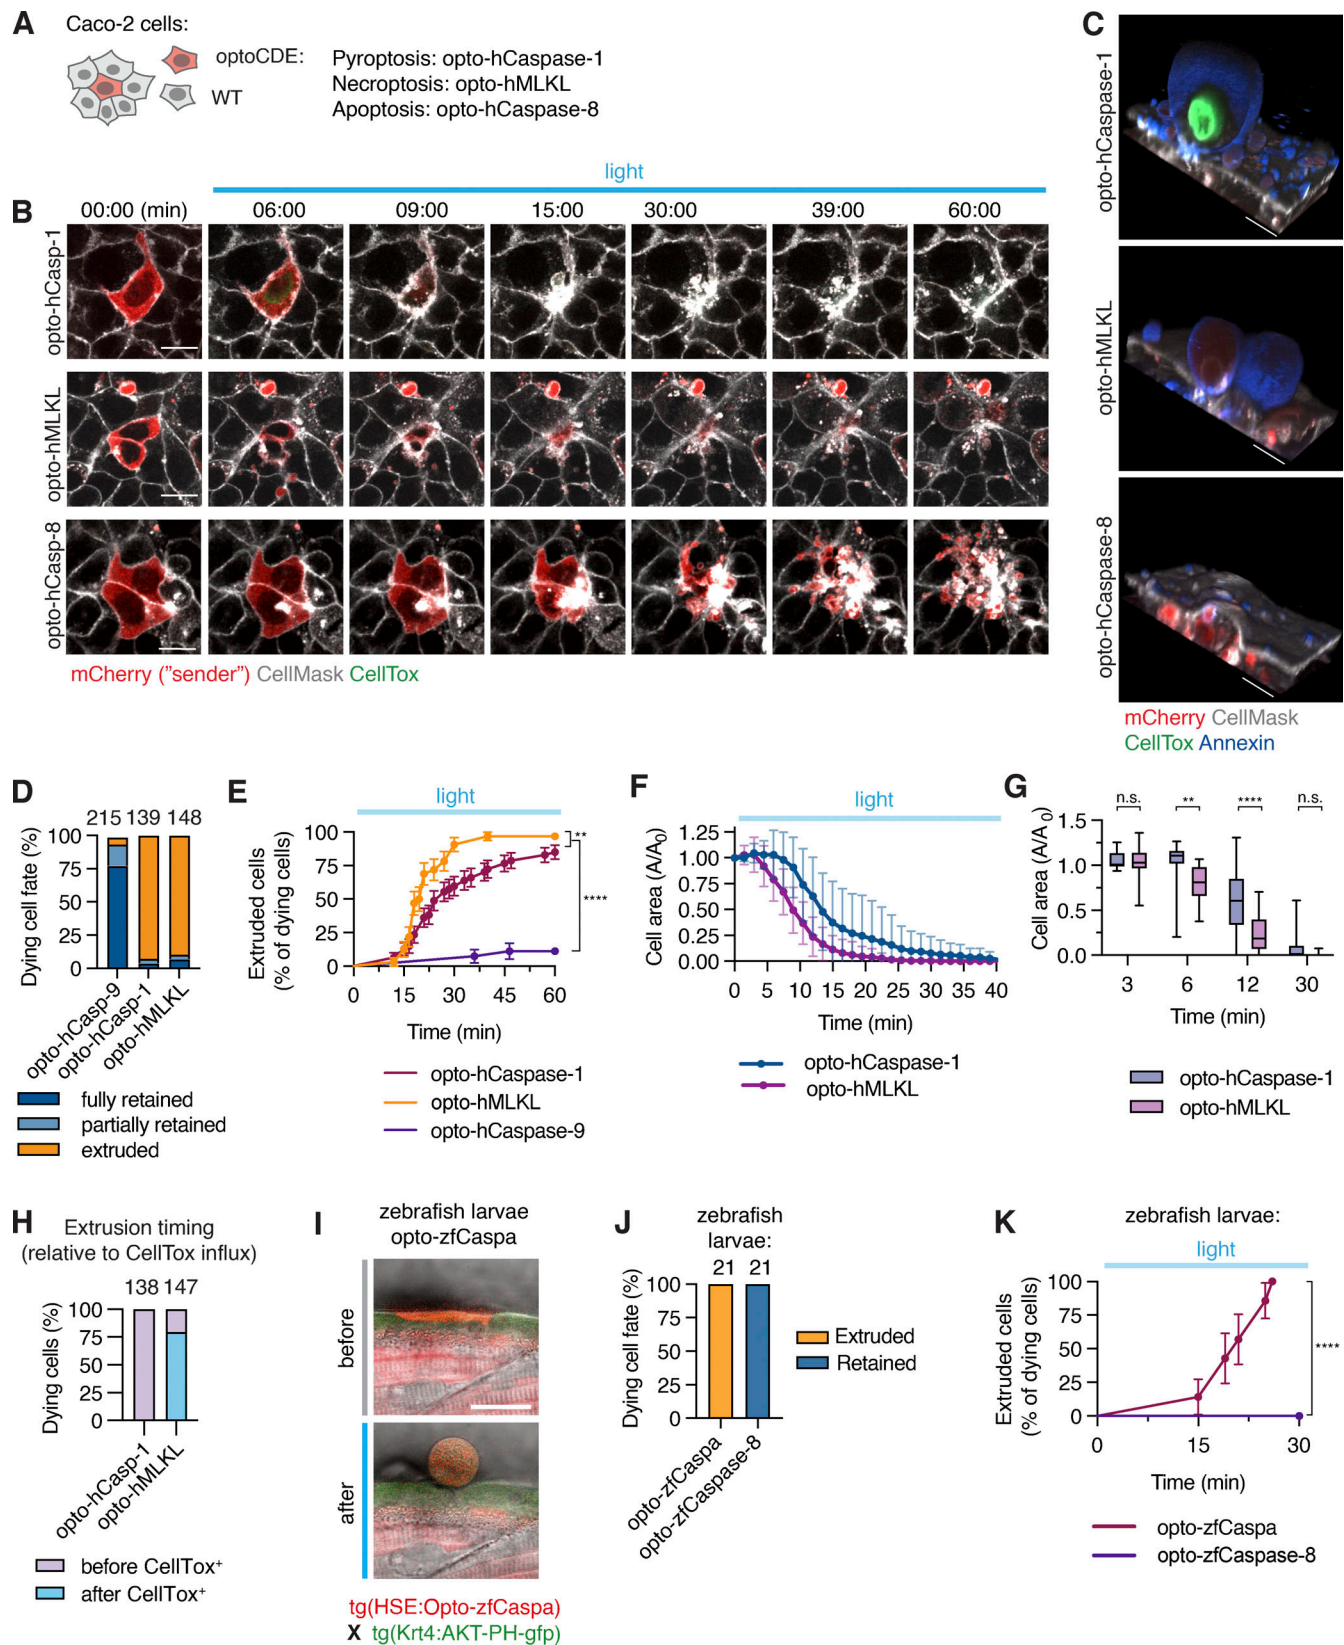 A
Caco-2 cells:
optoCDE:
WT
Pyroptosis: opto-hCaspase-1
Necroptosis: opto-hMLKL
Apoptosis: opto-hCaspase-8
light
B
00:00 (min) 06:00 09:00 15:00 30:00 39:00 60:00
opto-hCasp-1
opto-hMLKL
opto-hCasp-8
mCherry ("sender") CellMask CellTox
C
opto-hCaspase-1
opto-hMLKL
opto-hCaspase-8
mCherry CellMask
CellTox Annexin
D
215 139 148
Dying cell fate (%)
100
75
50
25
0
opto-hCasp-9
opto-hCasp-1
opto-hMLKL
fully retained
partially retained
extruded
E
light
Extruded cells
(% of dying cells)
100
75
50
25
0
0 15 30 45 60
Time (min)
**
****
opto-hCaspase-1
opto-hMLKL
opto-hCaspase-9
F
light
Cell area (A/A0)
1.25
1.00
0.75
0.50
0.25
0.00
0 5 10 15 20 25 30 35 40
Time (min)
opto-hCaspase-1
opto-hMLKL
G
n.s. ** **** n.s.
Cell area (A/A0)
1.5
1.0
0.5
0.0
3 6 12 30
Time (min)
opto-hCaspase-1
opto-hMLKL
H
Extrusion timing
(relative to CellTox influx)
138 147
Dying cells (%)
100
75
50
25
0
opto-hCasp-1
opto-hMLKL
before CellTox+
after CellTox+
I
zebrafish larvae
opto-zfCaspa
before
after
tg(HSE:Opto-zfCaspa)
X tg(Krt4:AKT-PH-gfp)
J
zebrafish
larvae:
21 21
Dying cell fate (%)
100
75
50
25
0
opto-zfCaspa
opto-zfCaspase-8
Extruded
Retained
K
zebrafish larvae:
light
Extruded cells
(% of dying cells)
100
75
50
25
0
0 15 30
Time (min)
****
opto-zfCaspa
opto-zfCaspase-8